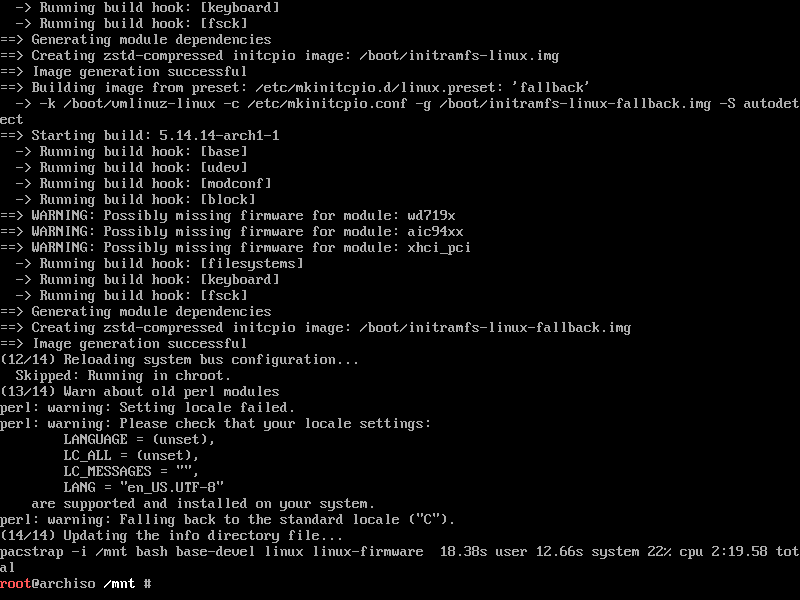 -> Running build hook: [keyboard]
  -> Running build hook: [fsck]
==> Generating module dependencies
==> Creating zstd-compressed initcpio image: /boot/initramfs-linux.img
==> Image generation successful
==> Building image from preset: /etc/mkinitcpio.d/linux.preset: 'fallback'
  -> -k /boot/vmlinuz-linux -c /etc/mkinitcpio.conf -g /boot/initramfs-linux-fallback.img -S autodet
ect
==> Starting build: 5.14.14-arch1-1
  -> Running build hook: [base]
  -> Running build hook: [udev]
  -> Running build hook: [modconf]
  -> Running build hook: [block]
==> WARNING: Possibly missing firmware for module: wd719x
==> WARNING: Possibly missing firmware for module: aic94xx
==> WARNING: Possibly missing firmware for module: xhci_pci
  -> Running build hook: [filesystems]
  -> Running build hook: [keyboard]
  -> Running build hook: [fsck]
==> Generating module dependencies
==> Creating zstd-compressed initcpio image: /boot/initramfs-linux-fallback.img
==> Image generation successful
(12/14) Reloading system bus configuration...
  Skipped: Running in chroot.
(13/14) Warn about old perl modules
perl: warning: Setting locale failed.
perl: warning: Please check that your locale settings:
        LANGUAGE = (unset),
        LC_ALL = (unset),
        LC_MESSAGES = "",
        LANG = "en_US.UTF-8"
    are supported and installed on your system.
perl: warning: Falling back to the standard locale ("C").
(14/14) Updating the info directory file...
pacstrap -i /mnt bash base-devel linux linux-firmware  18.38s user 12.66s system 22% cpu 2:19.58 tot
al
root@archiso /mnt #